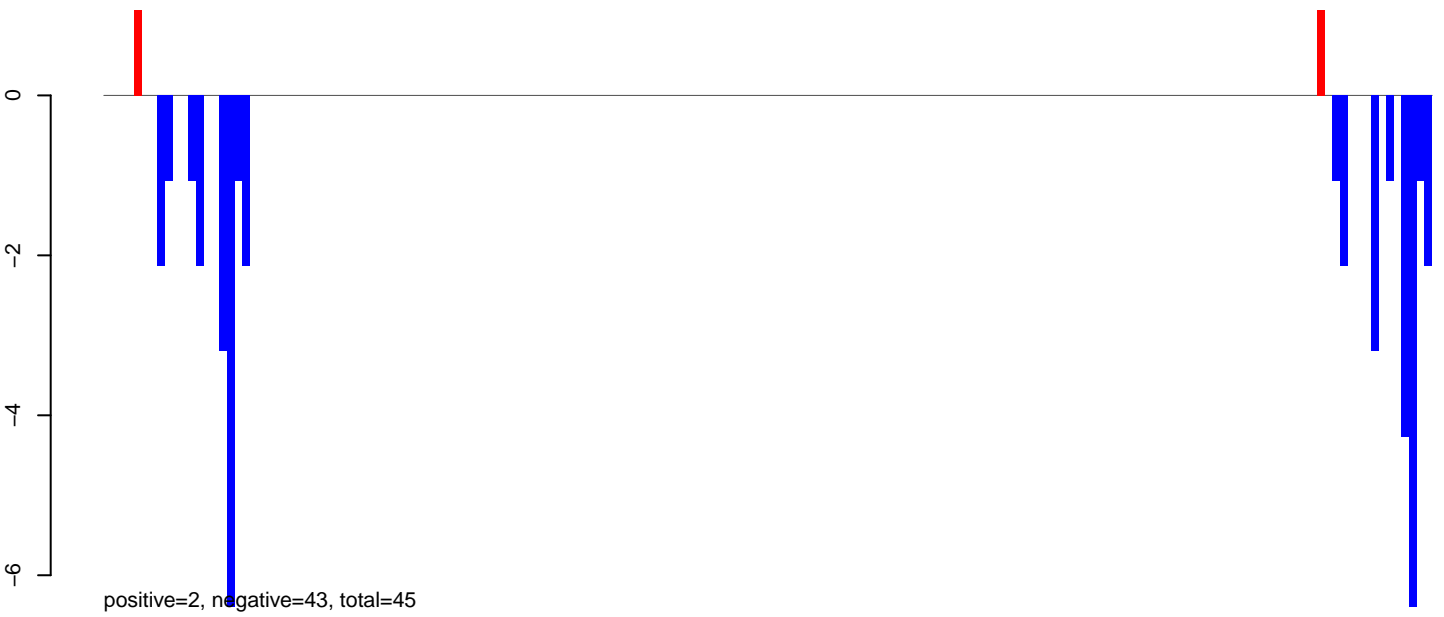 0
−2
−4
−6
positive=2, negative=43, total=45